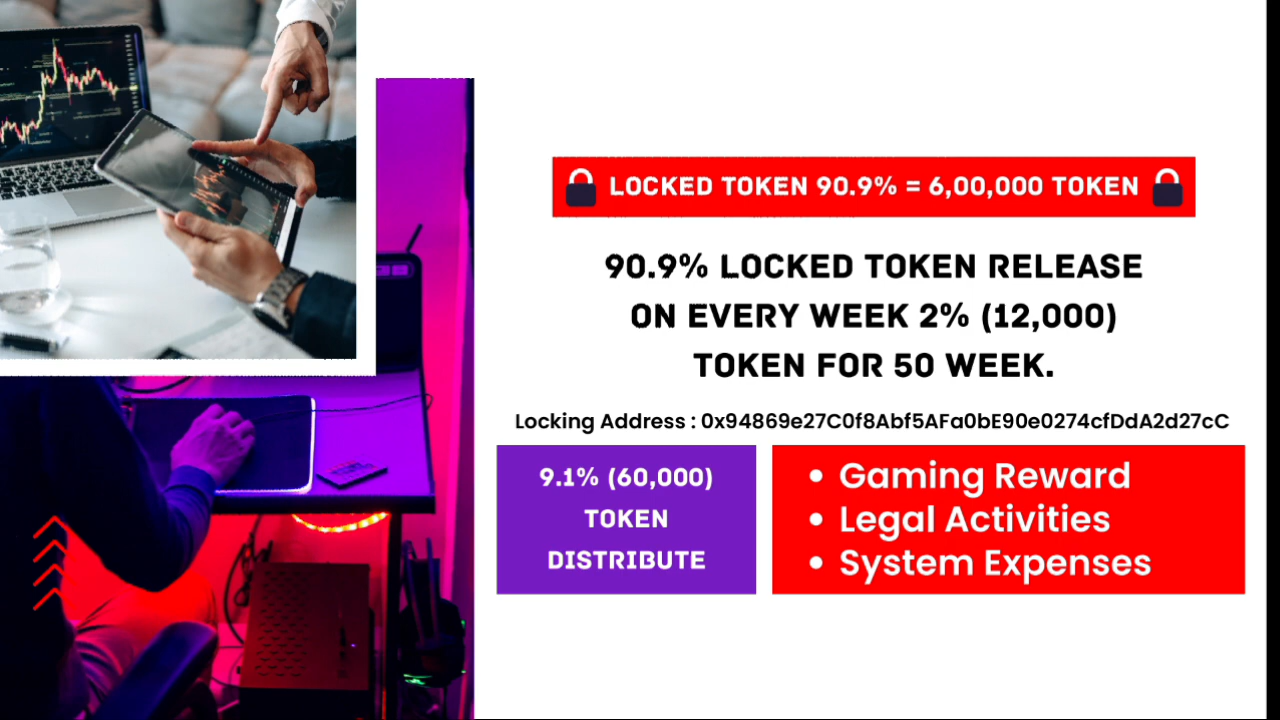 LOCKED TOKEN 90.9% = 6,00,000 TOKEN
90.9% LOCKED TOKEN RELEASE
ON EVERY WEEK 2% (12,000)
TOKEN FOR 50 WEEK.
Locking Address : 0x94869e27C0f8Abf5AFa0bE90e0274cfDdA2d27cC
9.1% (60,000)
TOKEN
DISTRIBUTE
• Gaming Reward
• Legal Activities
• System Expenses